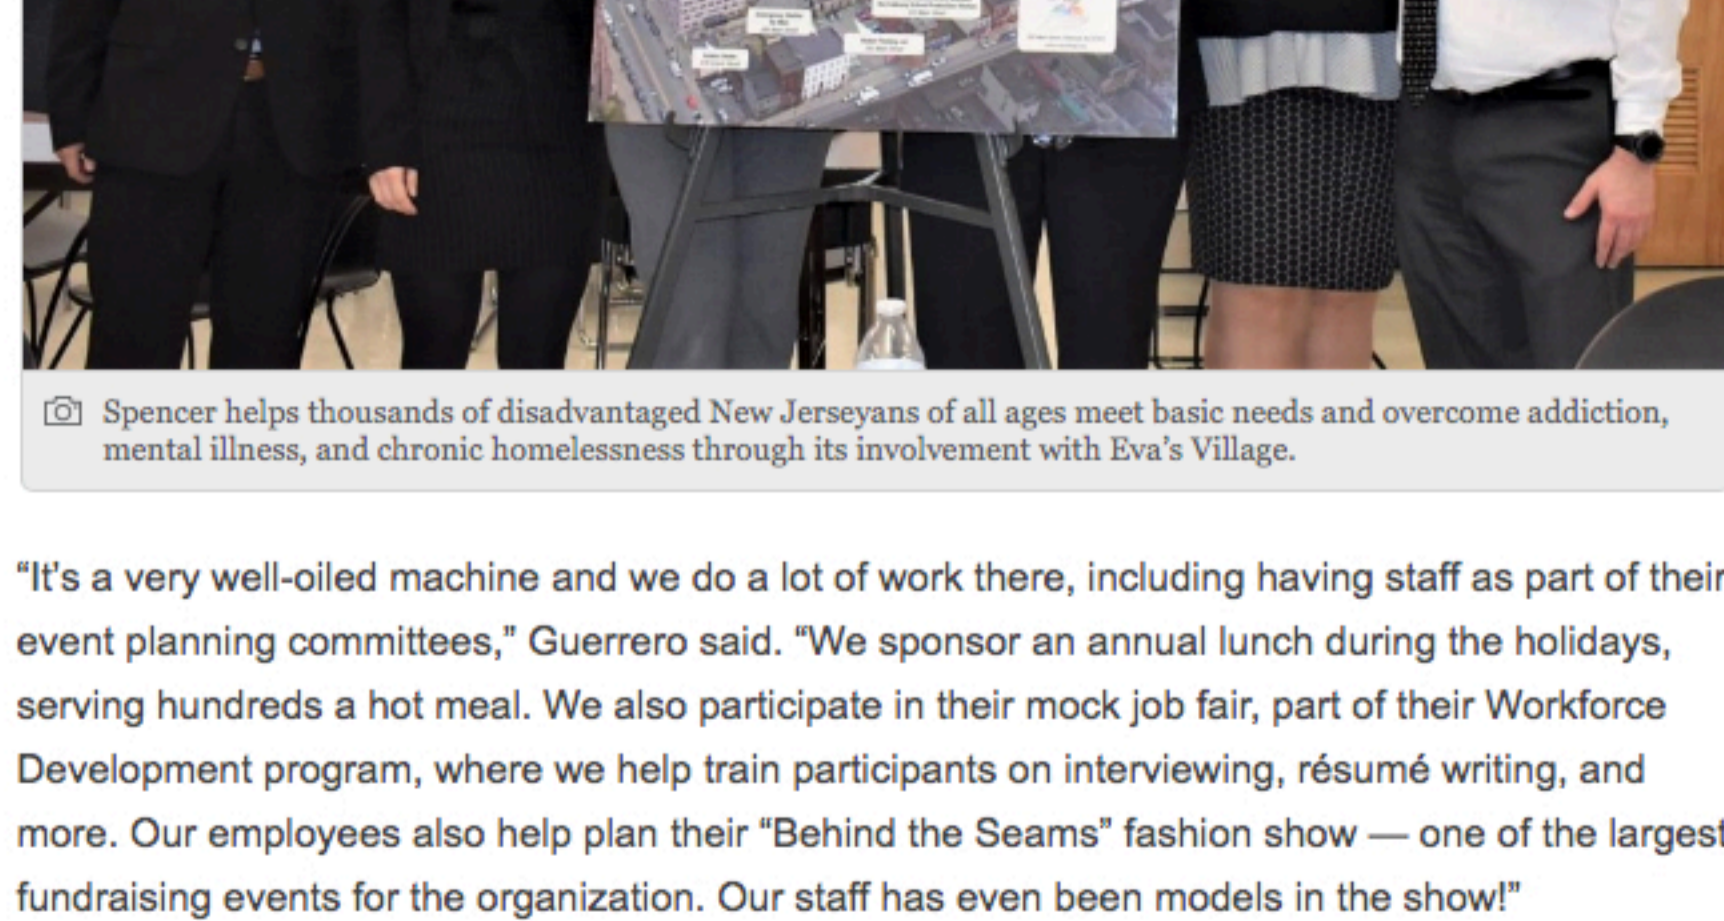 Spencer helps thousands of disadvantaged New Jerseyans of all ages meet basic needs and overcome addiction,
mental illness, and chronic homelessness through its involvement with Eva’s Village.
“It’s a very well-oiled machine and we do a lot of work there, including having staff as part of their
event planning committees,” Guerrero said. “We sponsor an annual lunch during the holidays,
serving hundreds a hot meal. We also participate in their mock job fair, part of their Workforce
Development program, where we help train participants on interviewing, résumé writing, and
more. Our employees also help plan their “Behind the Seams” fashion show — one of the largest
fundraising events for the organization. Our staff has even been models in the show!”